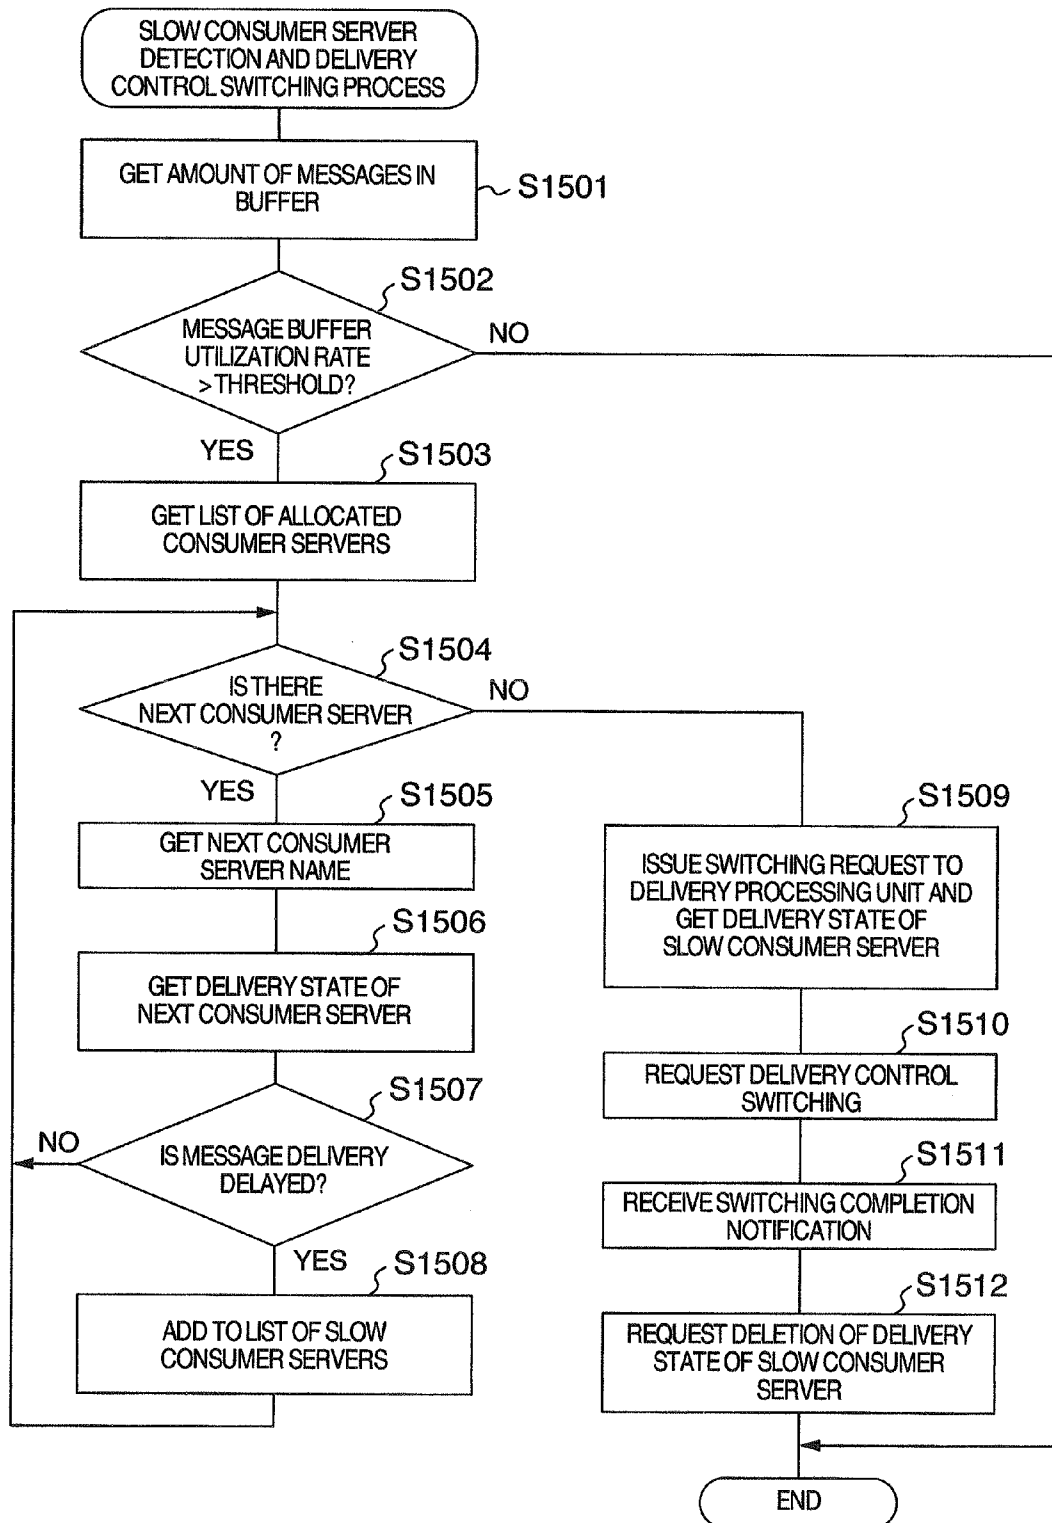 SLOW CONSUMER SERVER
DETECTION AND DELIVERY
CONTROL SWITCHING PROCESS
GET AMOUNT OF MESSAGES IN
BUFFER
S1501
S1502
MESSAGE BUFFER
UTILIZATION RATE
> THRESHOLD?
NO
YES
S1503
GET LIST OF ALLOCATED
CONSUMER SERVERS
S1504
IS THERE
NEXT CONSUMER SERVER
?
NO
YES
S1505
GET NEXT CONSUMER
SERVER NAME
S1506
GET DELIVERY STATE OF
NEXT CONSUMER SERVER
S1507
IS MESSAGE DELIVERY
DELAYED?
NO
YES
S1508
ADD TO LIST OF SLOW
CONSUMER SERVERS
S1509
ISSUE SWITCHING REQUEST TO
DELIVERY PROCESSING UNIT AND
GET DELIVERY STATE OF
SLOW CONSUMER SERVER
S1510
REQUEST DELIVERY CONTROL
SWITCHING
S1511
RECEIVE SWITCHING COMPLETION
NOTIFICATION
S1512
REQUEST DELETION OF DELIVERY
STATE OF SLOW CONSUMER
SERVER
END